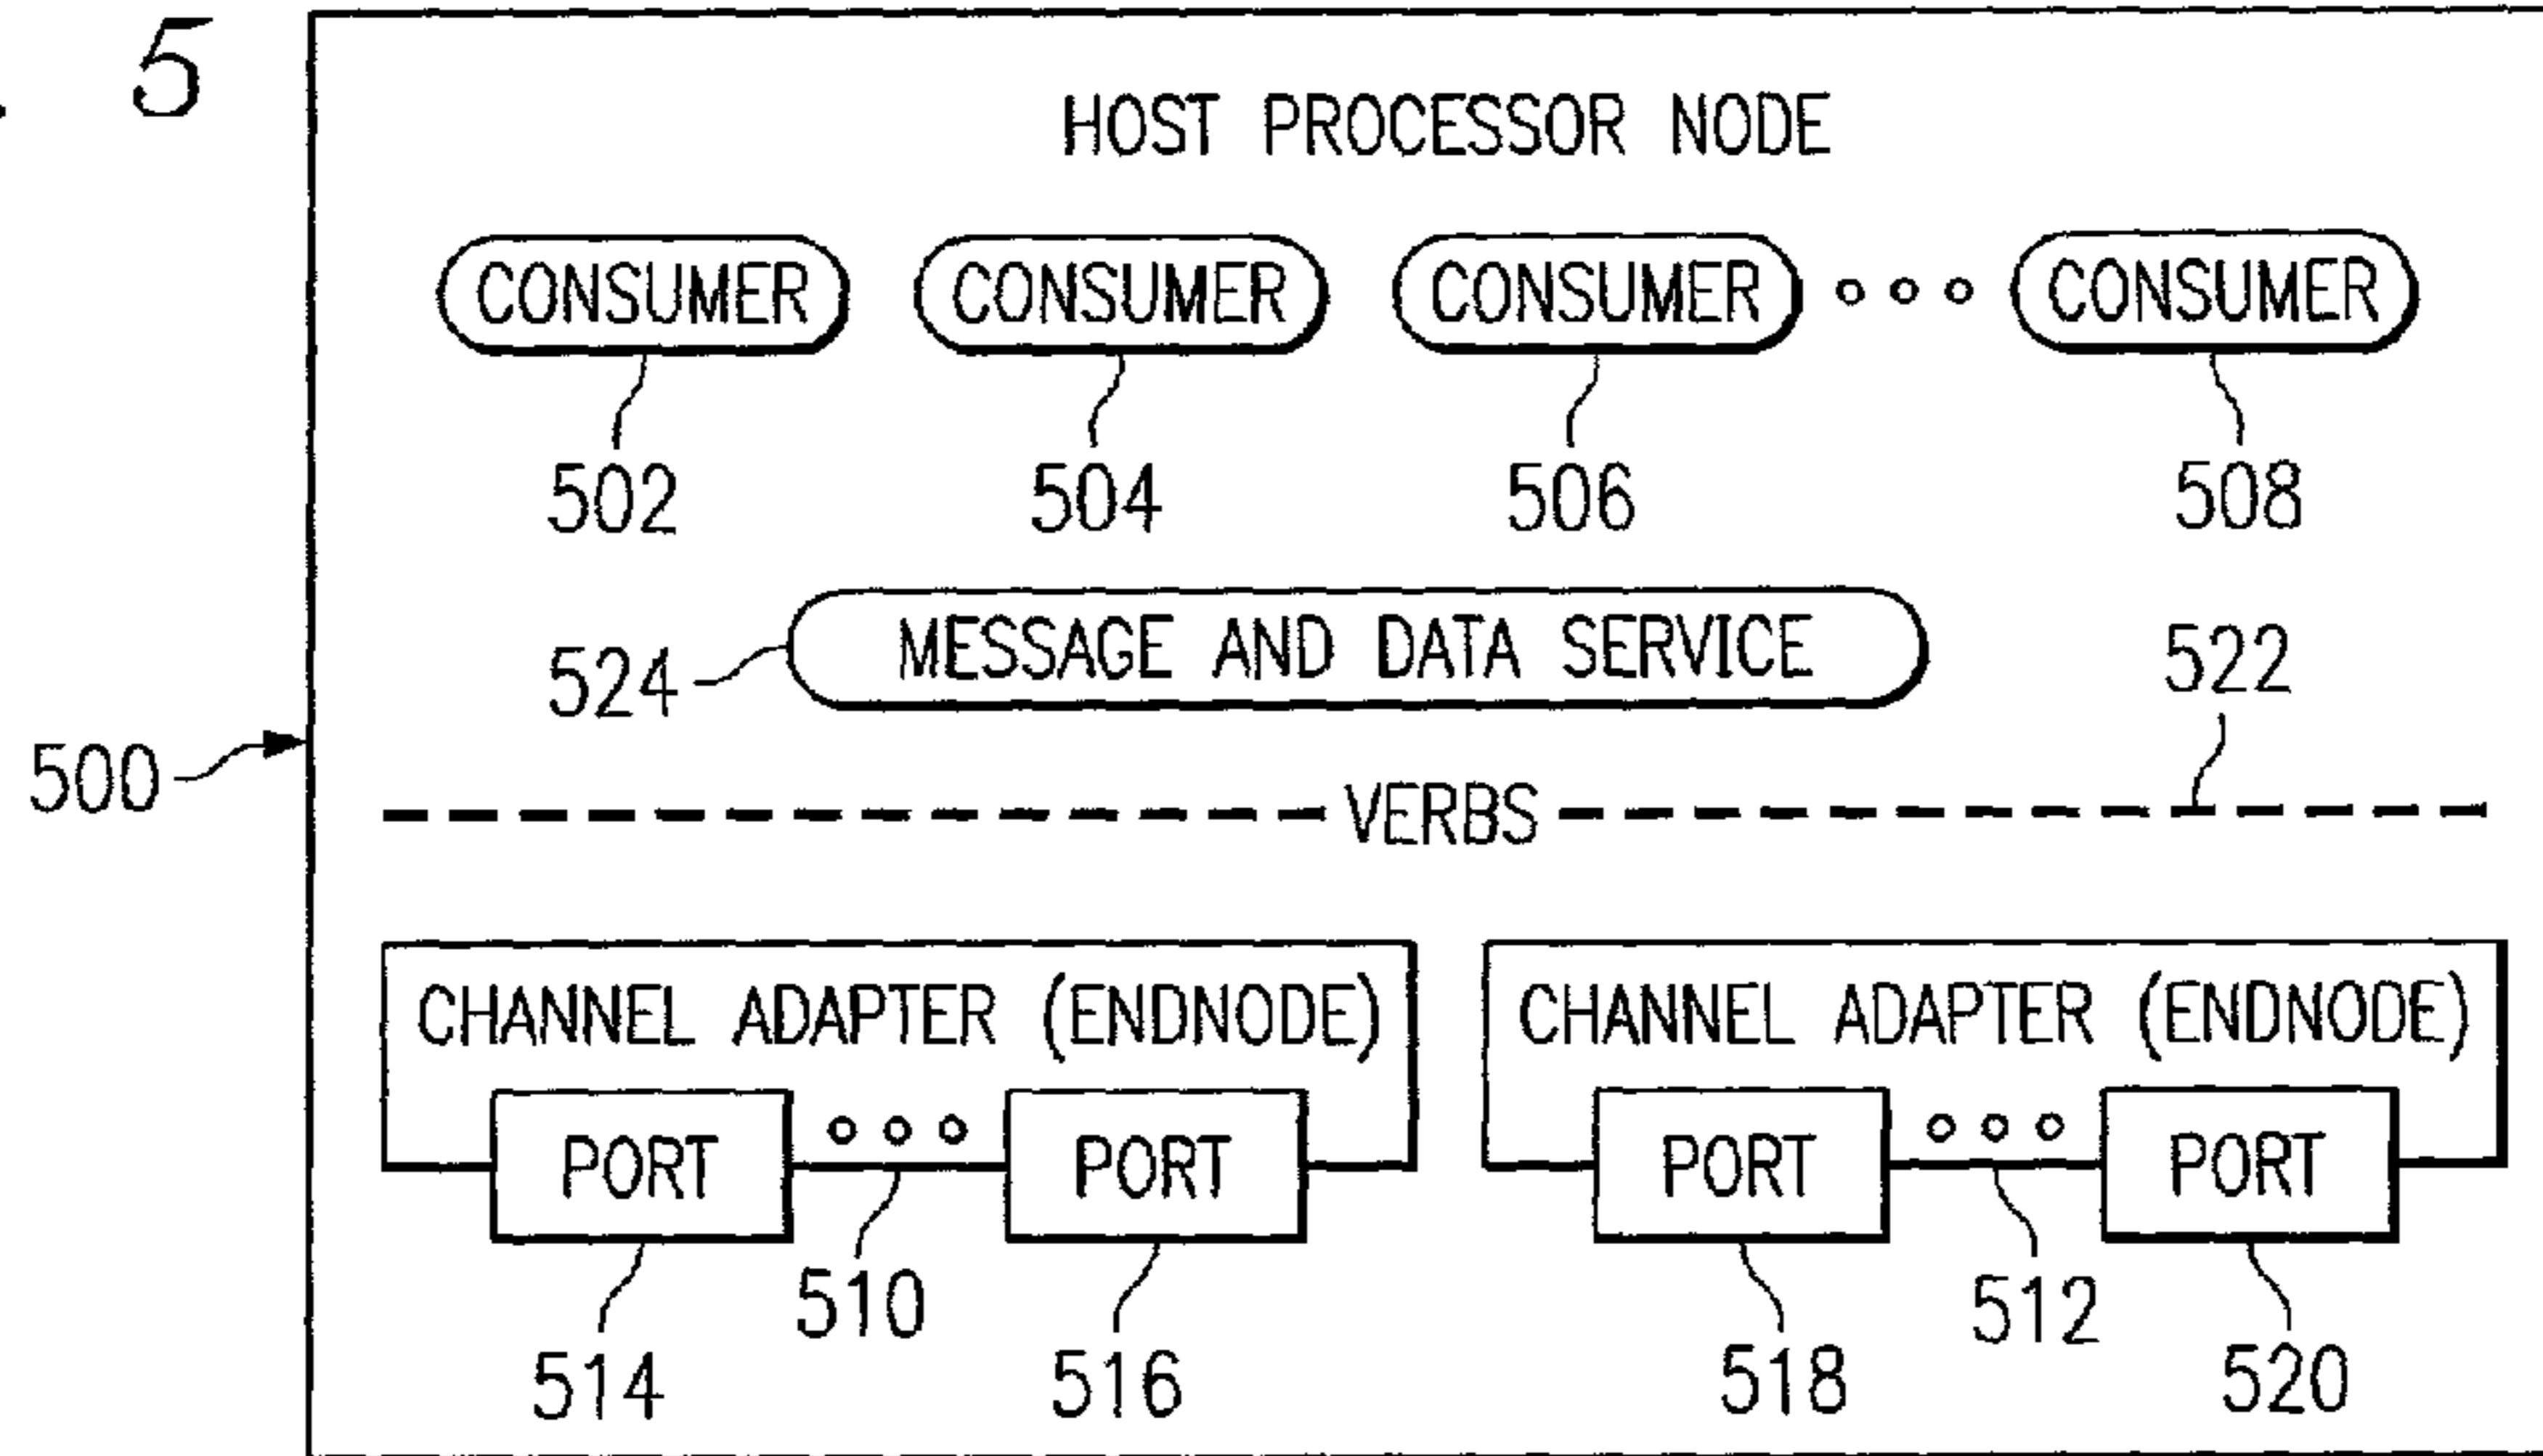 . 5
HOST PROCESSOR NODE
CONSUMER CONSUMER CONSUMER CONSUMER
502 504 506 508
524 MESSAGE AND DATA SERVICE 522
500
VERBS
CHANNEL ADAPTER (ENDNODE) CHANNEL ADAPTER (ENDNODE)
PORT PORT PORT PORT
510 512
514 516 518 520